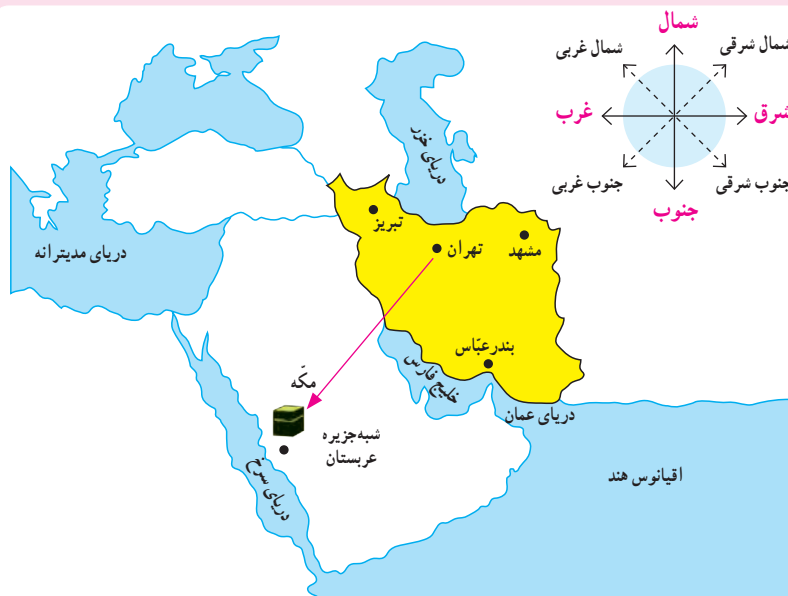 شمال
شمال شرقی
شمال غربی
شرق
غرب
جنوب شرقی
جنوب غربی
جنوب
دریای خزر
تبریز
تهران
مشهد
دریای مدیترانه
بندرعبّاس
خلیج فارس
مکّه
دریای عمان
شبه‌جزیره
عربستان
دریای سرخ
اقیانوس هند